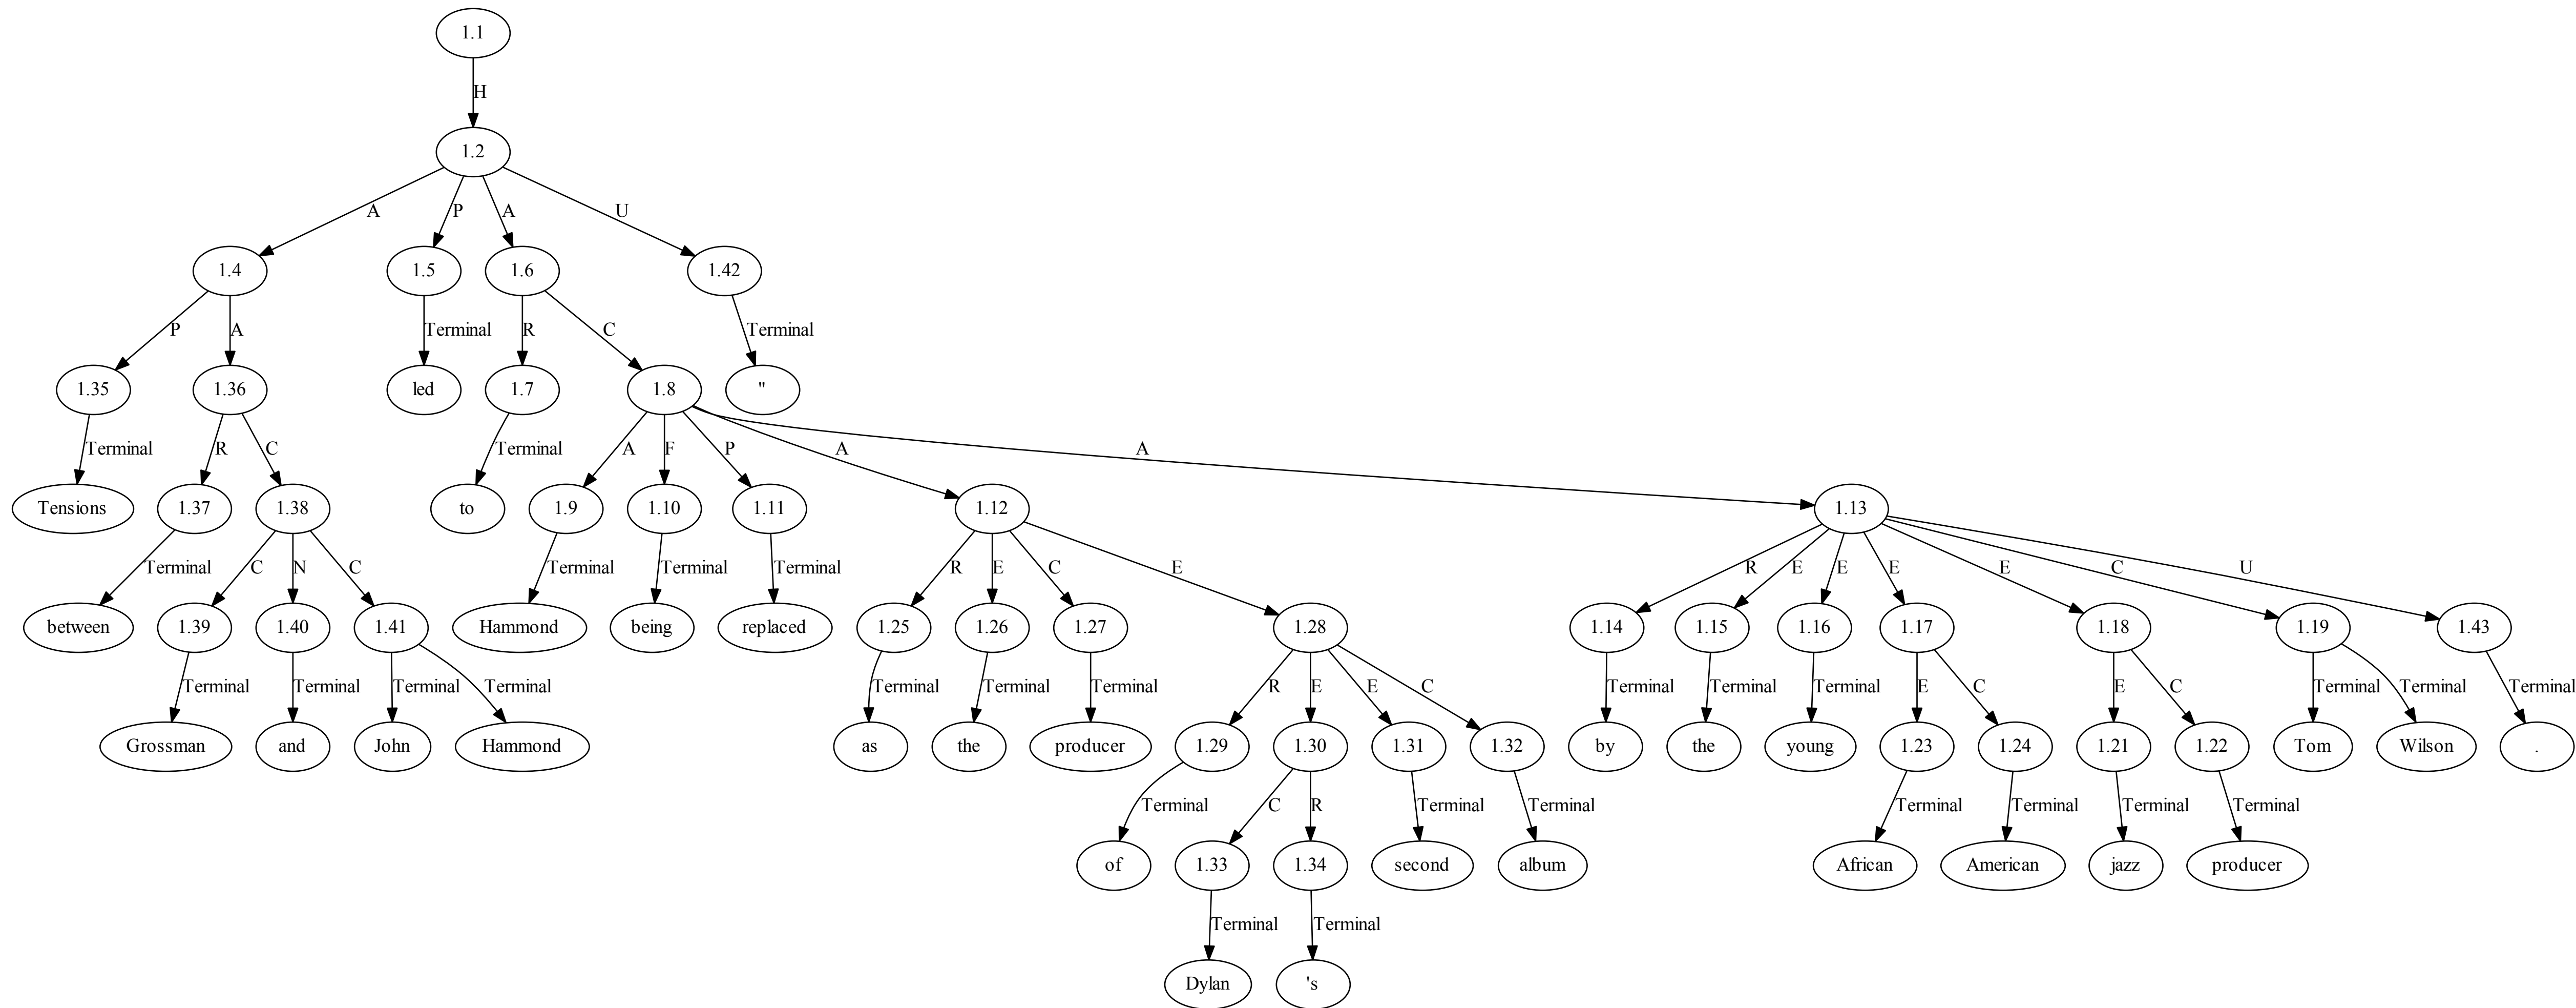 1.1
H
1.2
A P A U
1.4 1.5 1.6 1.42
P A Terminal R C Terminal
1.35 1.36 led 1.7 1.8 "
Terminal R C Terminal A F P A A
Tensions 1.37 1.38 to 1.9 1.10 1.11 1.12 1.13
Terminal C N C Terminal Terminal Terminal R E C E R E E E E C U
between 1.39 1.40 1.41 Hammond being replaced 1.25 1.26 1.27 1.28 1.14 1.15 1.16 1.17 1.18 1.19 1.43
Terminal Terminal Terminal Terminal Terminal Terminal Terminal R E E C Terminal Terminal Terminal E C E C Terminal Terminal Terminal
Grossman and John Hammond as the producer 1.29 1.30 1.31 1.32 by the young 1.23 1.24 1.21 1.22 Tom Wilson .
Terminal C R Terminal Terminal Terminal Terminal Terminal Terminal
of 1.33 1.34 second album African American jazz producer
Terminal Terminal
Dylan 's